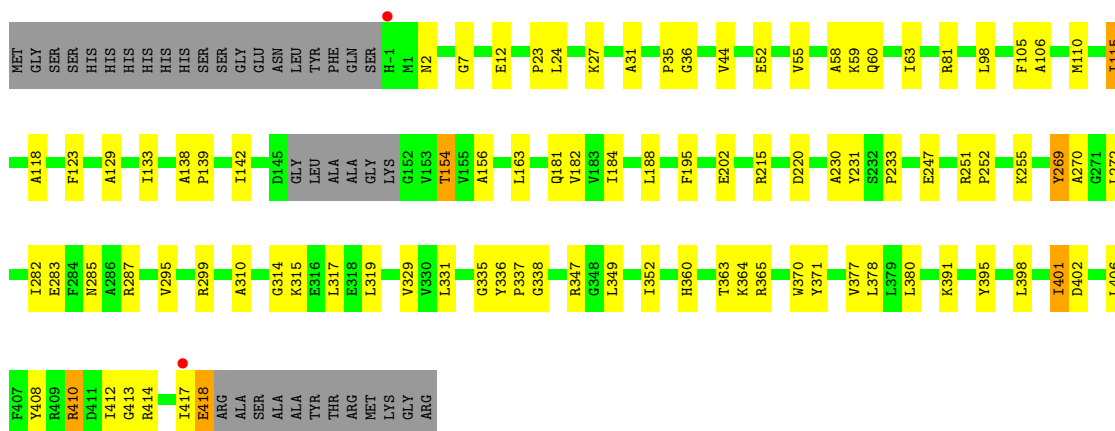 MET GLY SER SER HIS HIS HIS HIS HIS HIS SER SER GLY GLU ASN LEU TYR PHE GLN SER H-1 M1 N2 G7 E12 P23 L24 K27 A31 P35 G36 V44 E52 V55 A58 K59 Q60 I63 R81 L98 F105 A106 M110 I115
A118 F123 A129 I133 A138 P139 I142 D145 GLY LEU ALA ALA GLY LYS G152 V153 T154 V155 A156 L163 Q181 V182 V183 I184 L188 F195 E202 R215 D220 A230 Y231 S232 P233 E247 R251 P252 K255 Y269 A270 G271
I282 E283 F284 N285 A286 R287 V295 R299 A310 G314 K315 E316 L317 E318 L319 V329 V330 L331 G335 Y336 P337 G338 R347 G348 L349 I352 H360 T363 K364 R365 W370 Y371 V377 L378 L379 L380 K391 Y395 L398 I401 D402
F407 Y408 R409 R410 D411 I412 G413 R414 I417 E418 ARG ALA SER ALA ALA TYR THR ARG MET LYS GLY ARG